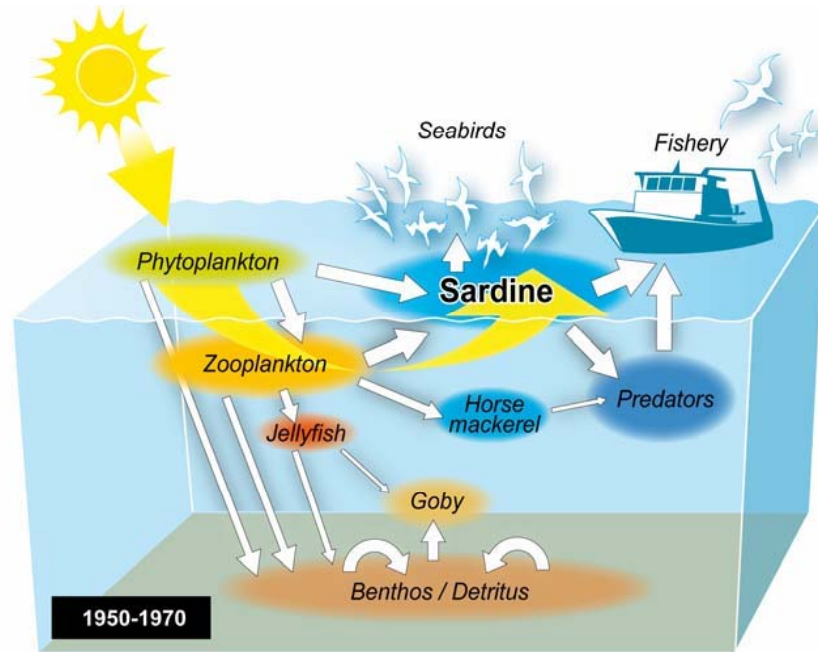 Seabirds
Fishery
Phytoplankton
Sardine
Zooplankton
Horse
mackerel
Predators
Jellyfish
Goby
Benthos / Detritus
1950-1970